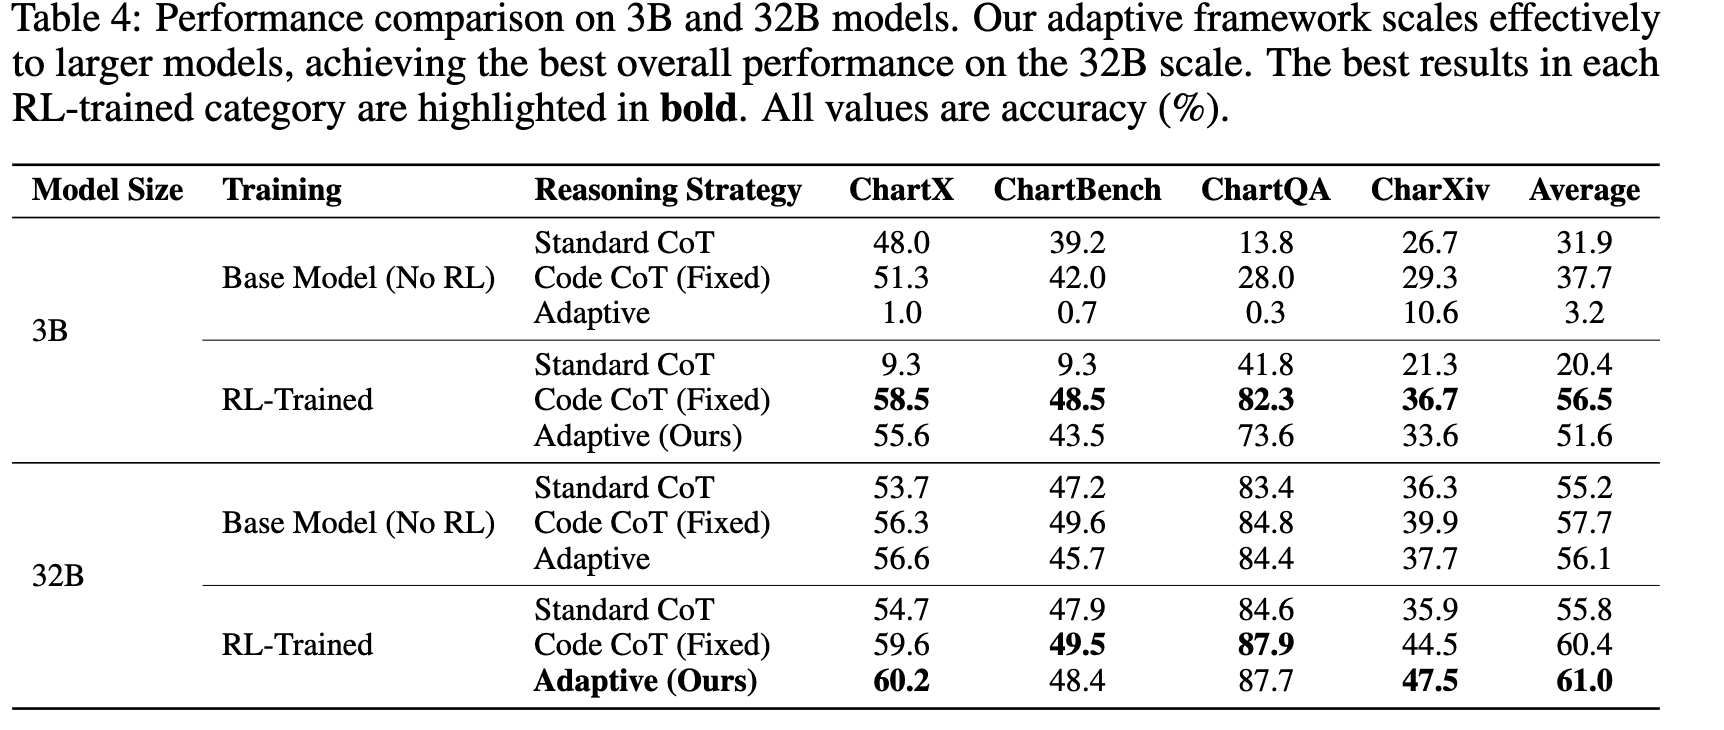 Table 4: Performance comparison on 3B and 32B models. Our adaptive framework scales effectively
to larger models, achieving the best overall performance on the 32B scale. The best results in each
RL-trained category are highlighted in bold. All values are accuracy (%).
Model Size Training Reasoning Strategy ChartX ChartBench ChartQA CharXiv Average
Standard CoT 48.0 39.2 13.8 26.7 31.9
Base Model (No RL) Code CoT (Fixed) 51.3 42.0 28.0 29.3 37.7
Adaptive 1.0 0.7 0.3 10.6 3.2
3B
Standard CoT 9.3 9.3 41.8 21.3 20.4
RL-Trained Code CoT (Fixed) 58.5 48.5 82.3 36.7 56.5
Adaptive (Ours) 55.6 43.5 73.6 33.6 51.6
Standard CoT 53.7 47.2 83.4 36.3 55.2
Base Model (No RL) Code CoT (Fixed) 56.3 49.6 84.8 39.9 57.7
Adaptive 56.6 45.7 84.4 37.7 56.1
32B
Standard CoT 54.7 47.9 84.6 35.9 55.8
RL-Trained Code CoT (Fixed) 59.6 49.5 87.9 44.5 60.4
Adaptive (Ours) 60.2 48.4 87.7 47.5 61.0